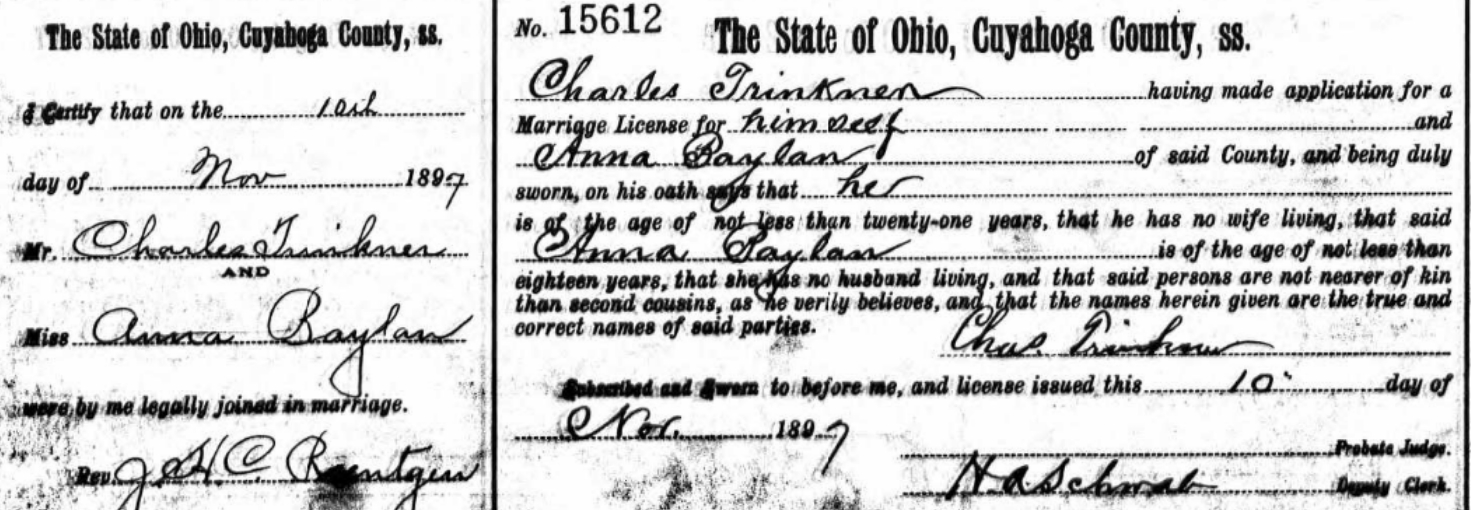 The State of Ohio, Cuyahoga County, ss.
I Certify that on the 10th
day of Nov 1897
Mr. Charles Trinkner
AND
Miss Anna Baylan
were by me legally joined in marriage.
Rev. J. H. C. Roentgen
No. 15612
The State of Ohio, Cuyahoga County, ss.
Charles Trinkner having made application for a
Marriage License for himself and
Anna Baylan of said County, and being duly
sworn, on his oath says that he
is of the age of not less than twenty-one years, that he has no wife living, that said
Anna Baylan is of the age of not less than
eighteen years, that she has no husband living, and that said persons are not nearer of kin
than second cousins, as he verily believes, and that the names herein given are the true and
correct names of said parties.
Chas. Trinkner
Subscribed and Sworn to before me, and license issued this 10" day of
Nov. 1897
Probate Judge.
H A Schwab Deputy Clerk.